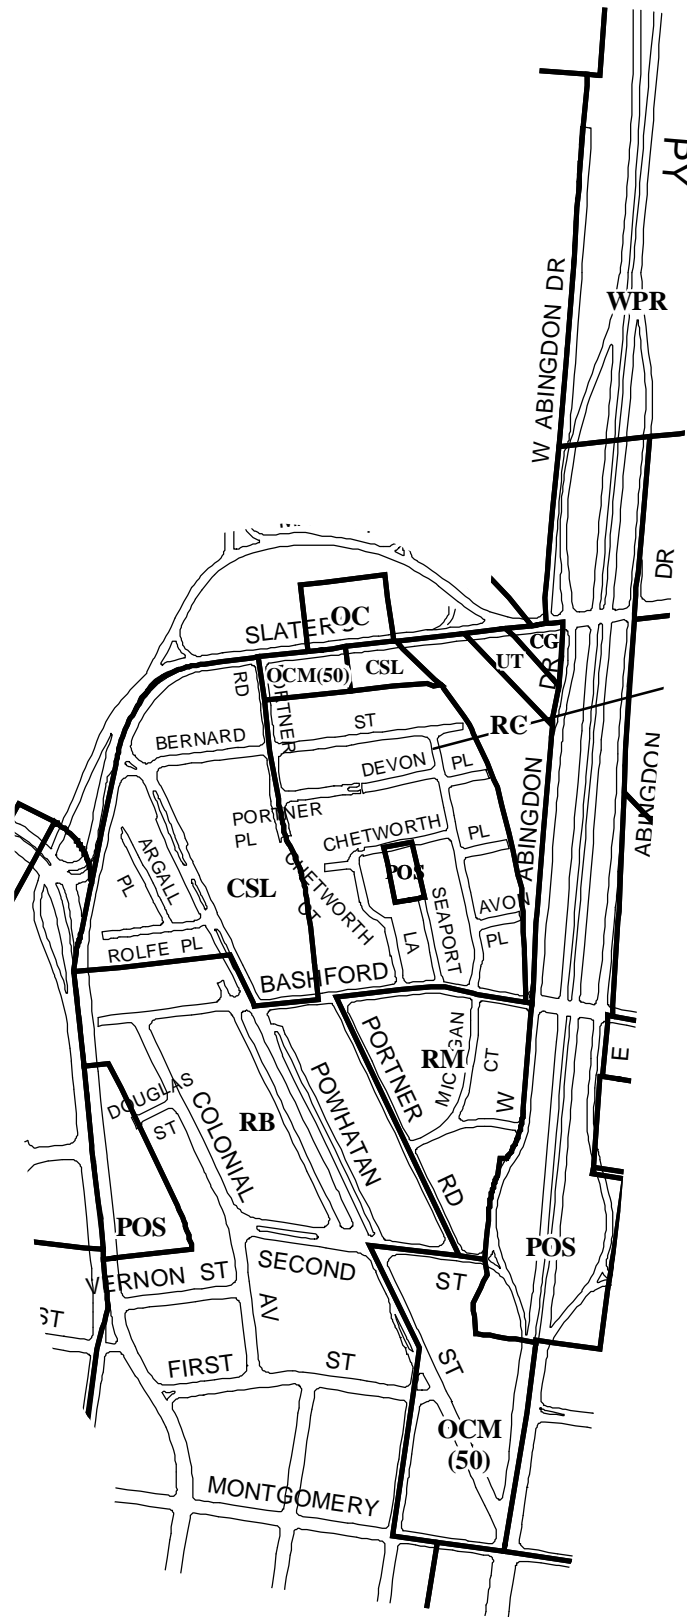 PY
W ABINGDON DR
WPR
DR
SLATER'S
OC
CG
UT
CSL
OCM(50)
RD
PORTNER
DR
ST
RC
BERNARD
DEVON
PL
ABINGDON
W ABINGDON
PORTNER
PL
CHETWORTH
PL
ARGALL
PL
CSL
CHETWORTH
CT
POS
SEAPORT
LA
AVON
PL
ROLFE PL
BASHFORD
PORTNER
RM
MICHIGAN
CT
W
E
POWHATAN
DOUGLAS
ST
COLONIAL
RB
RD
POS
POS
VERNON ST
SECOND
ST
AV
ST
FIRST
ST
ST
OCM
(50)
MONTGOMERY